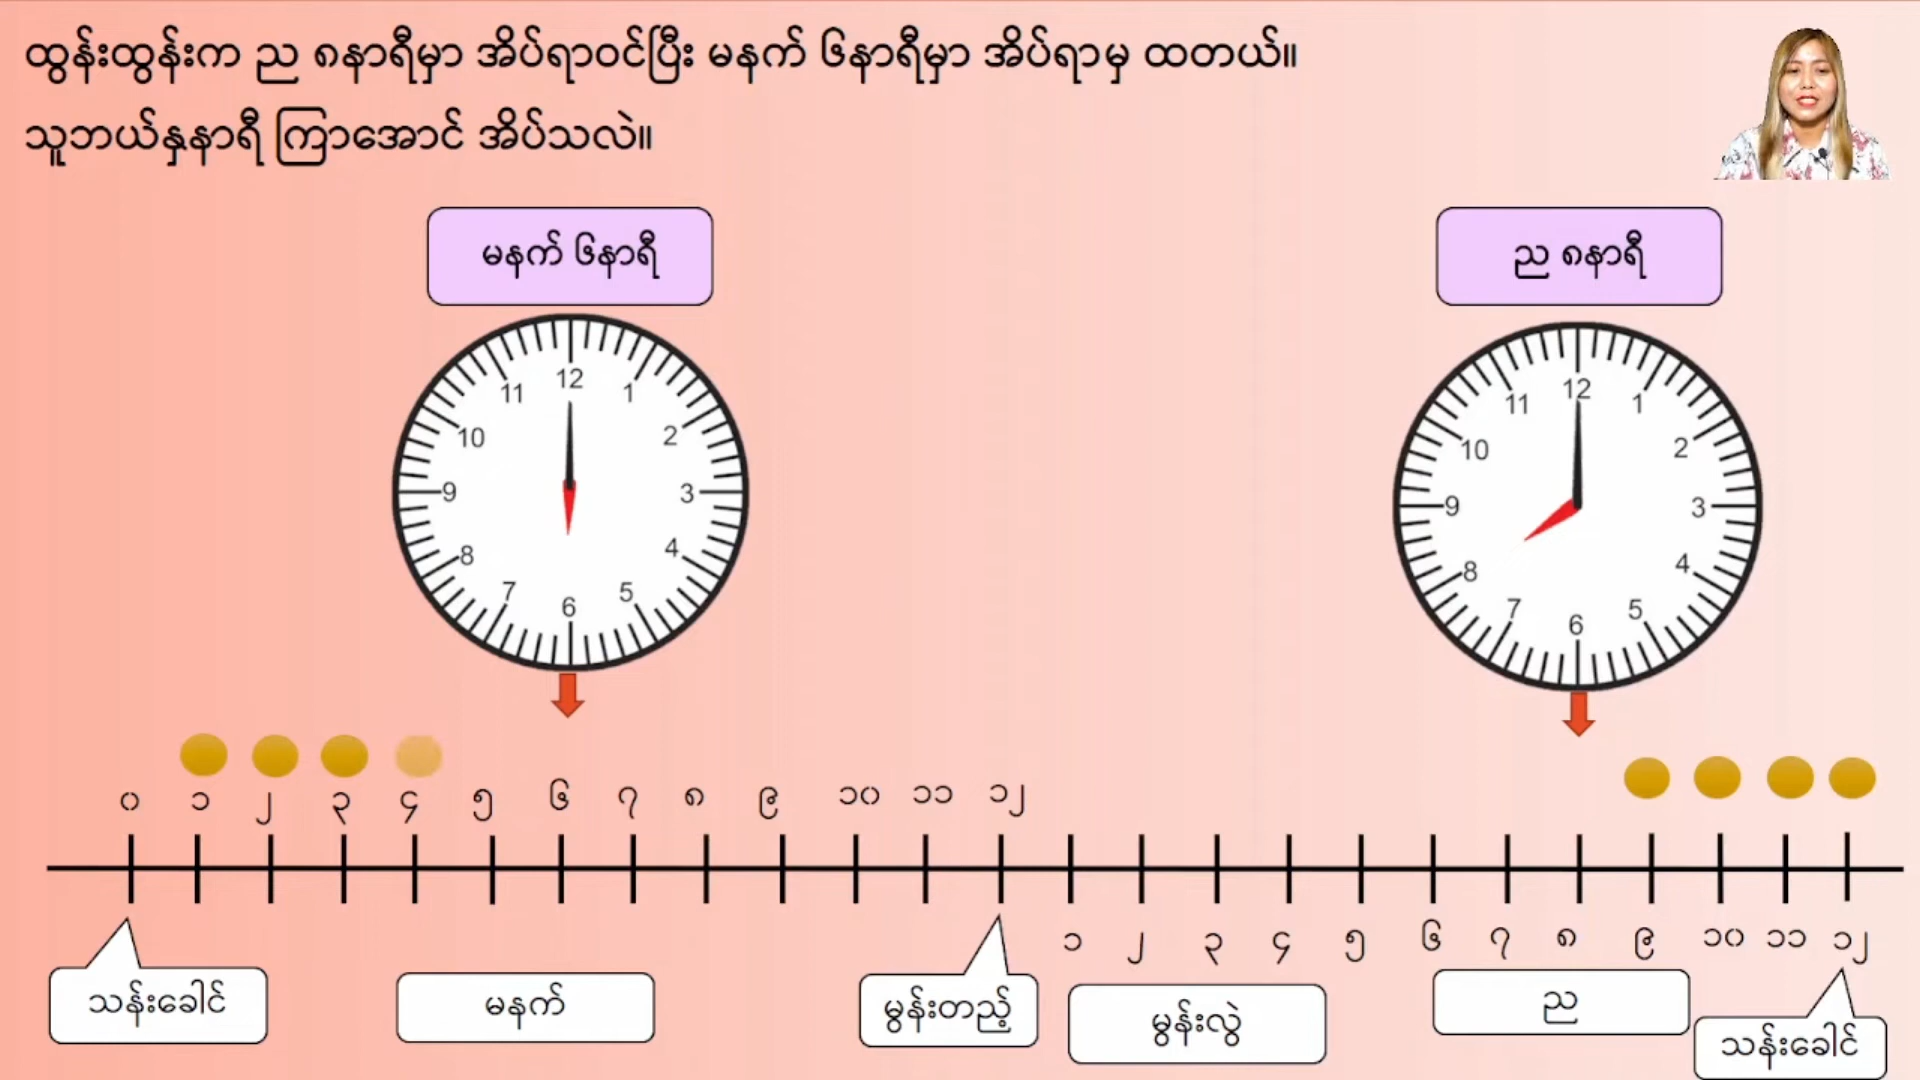 ထွန်းထွန်းက ည ၈နာရီမှာ အိပ်ရာဝင်ပြီး မနက် ၆နာရီမှာ အိပ်ရာမှ ထတယ်။
သူဘယ်နှနာရီ ကြာအောင် အိပ်သလဲ။
မနက် ၆နာရီ
ည ၈နာရီ
12
1
2
3
4
5
6
7
8
9
10
11
12
1
2
3
4
5
6
7
8
9
10
11
၀ ၁ ၂ ၃ ၄ ၅ ၆ ၇ ၈ ၉ ၁၀ ၁၁ ၁၂
၁ ၂ ၃ ၄ ၅ ၆ ၇ ၈ ၉ ၁၀ ၁၁ ၁၂
သန်းခေါင်
မနက်
မွန်းတည့်
မွန်းလွဲ
ည
သန်းခေါင်